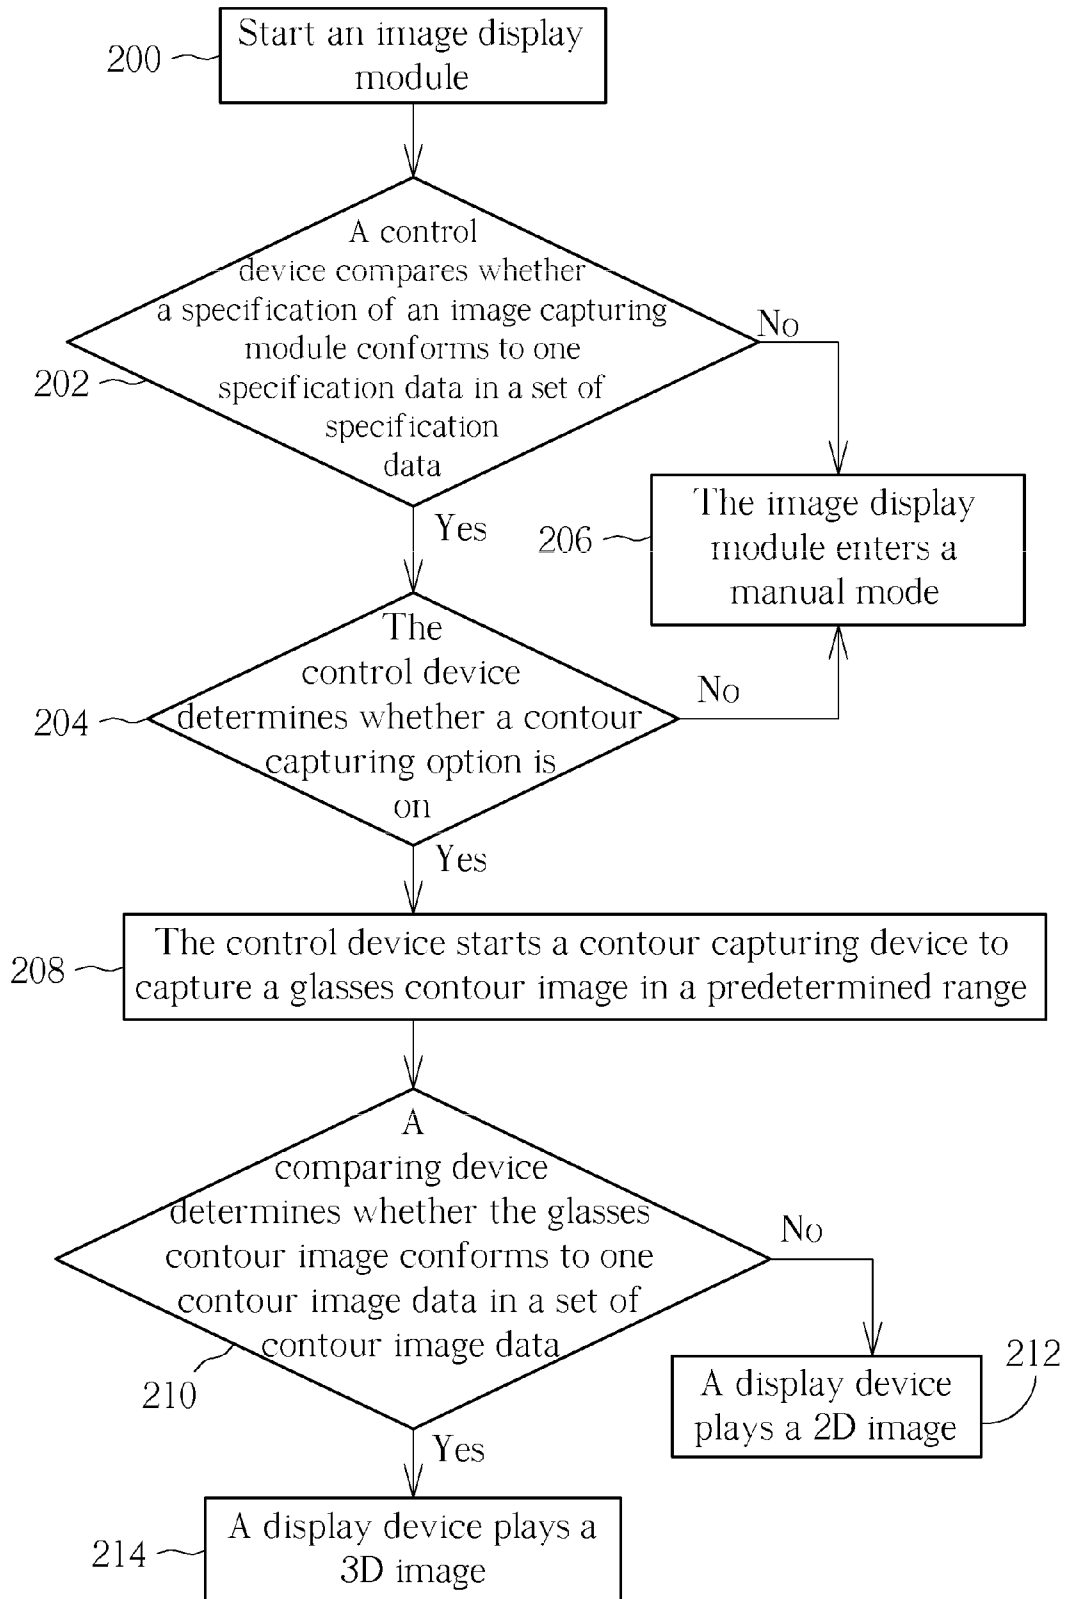 Start an image display
module
200
A control
device compares whether
a specification of an image capturing
module conforms to one
specification data in a set of
specification
data
202
No
Yes
The image display
module enters a
manual mode
206
The
control device
determines whether a contour
capturing option is
on
204
No
Yes
The control device starts a contour capturing device to
capture a glasses contour image in a predetermined range
208
A
comparing device
determines whether the glasses
contour image conforms to one
contour image data in a set of
contour image data
210
No
Yes
A display device
plays a 2D image
212
A display device plays a
3D image
214